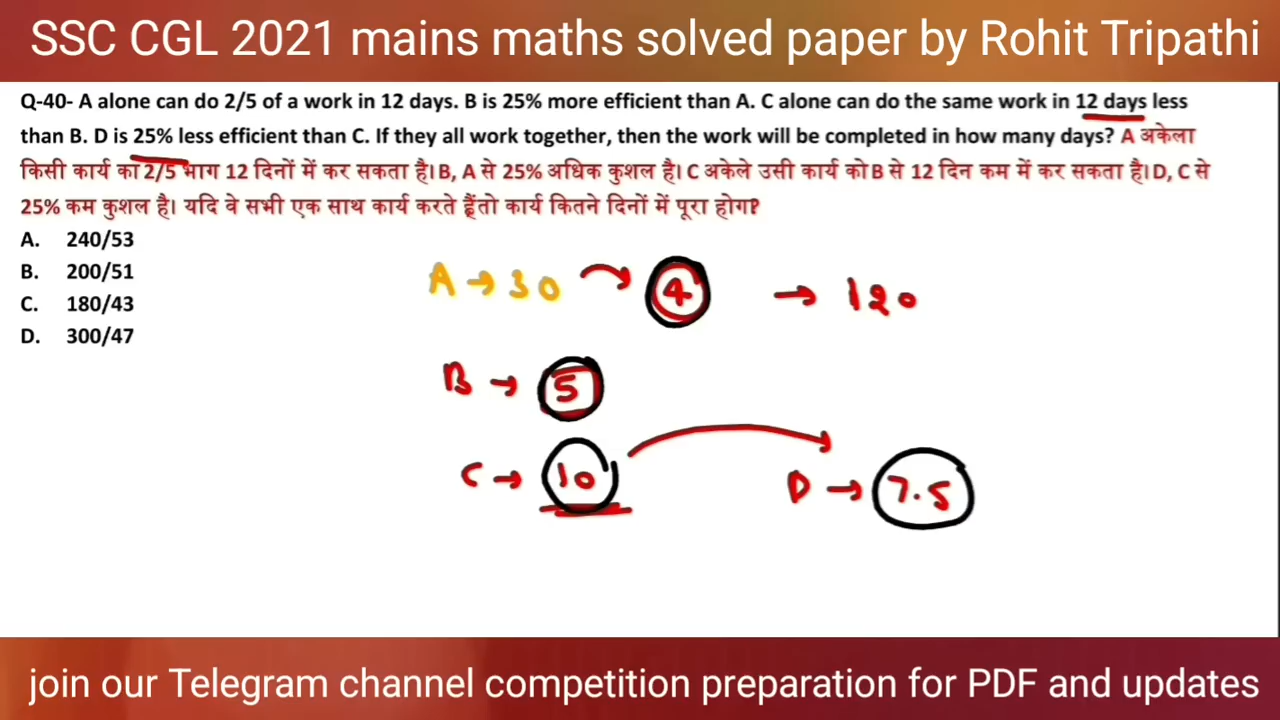 SSC CGL 2021 mains maths solved paper by Rohit Tripathi
Q-40- A alone can do 2/5 of a work in 12 days. B is 25% more efficient than A. C alone can do the same work in 12 days less
than B. D is 25% less efficient than C. If they all work together, then the work will be completed in how many days? A अकेला
किसी कार्य का 2/5 भाग 12 दिनों में कर सकता है। B, A से 25% अधिक कुशल है। C अकेले उसी कार्य को B से 12 दिन कम में कर सकता है। D, C से
25% कम कुशल है। यदि वे सभी एक साथ कार्य करते हैं तो कार्य कितने दिनों में पूरा होगा?
A. 240/53
B. 200/51
C. 180/43
D. 300/47
A → 30 → 4 → 120
B → 5
C → 10 → D → 7.5
join our Telegram channel competition preparation for PDF and updates